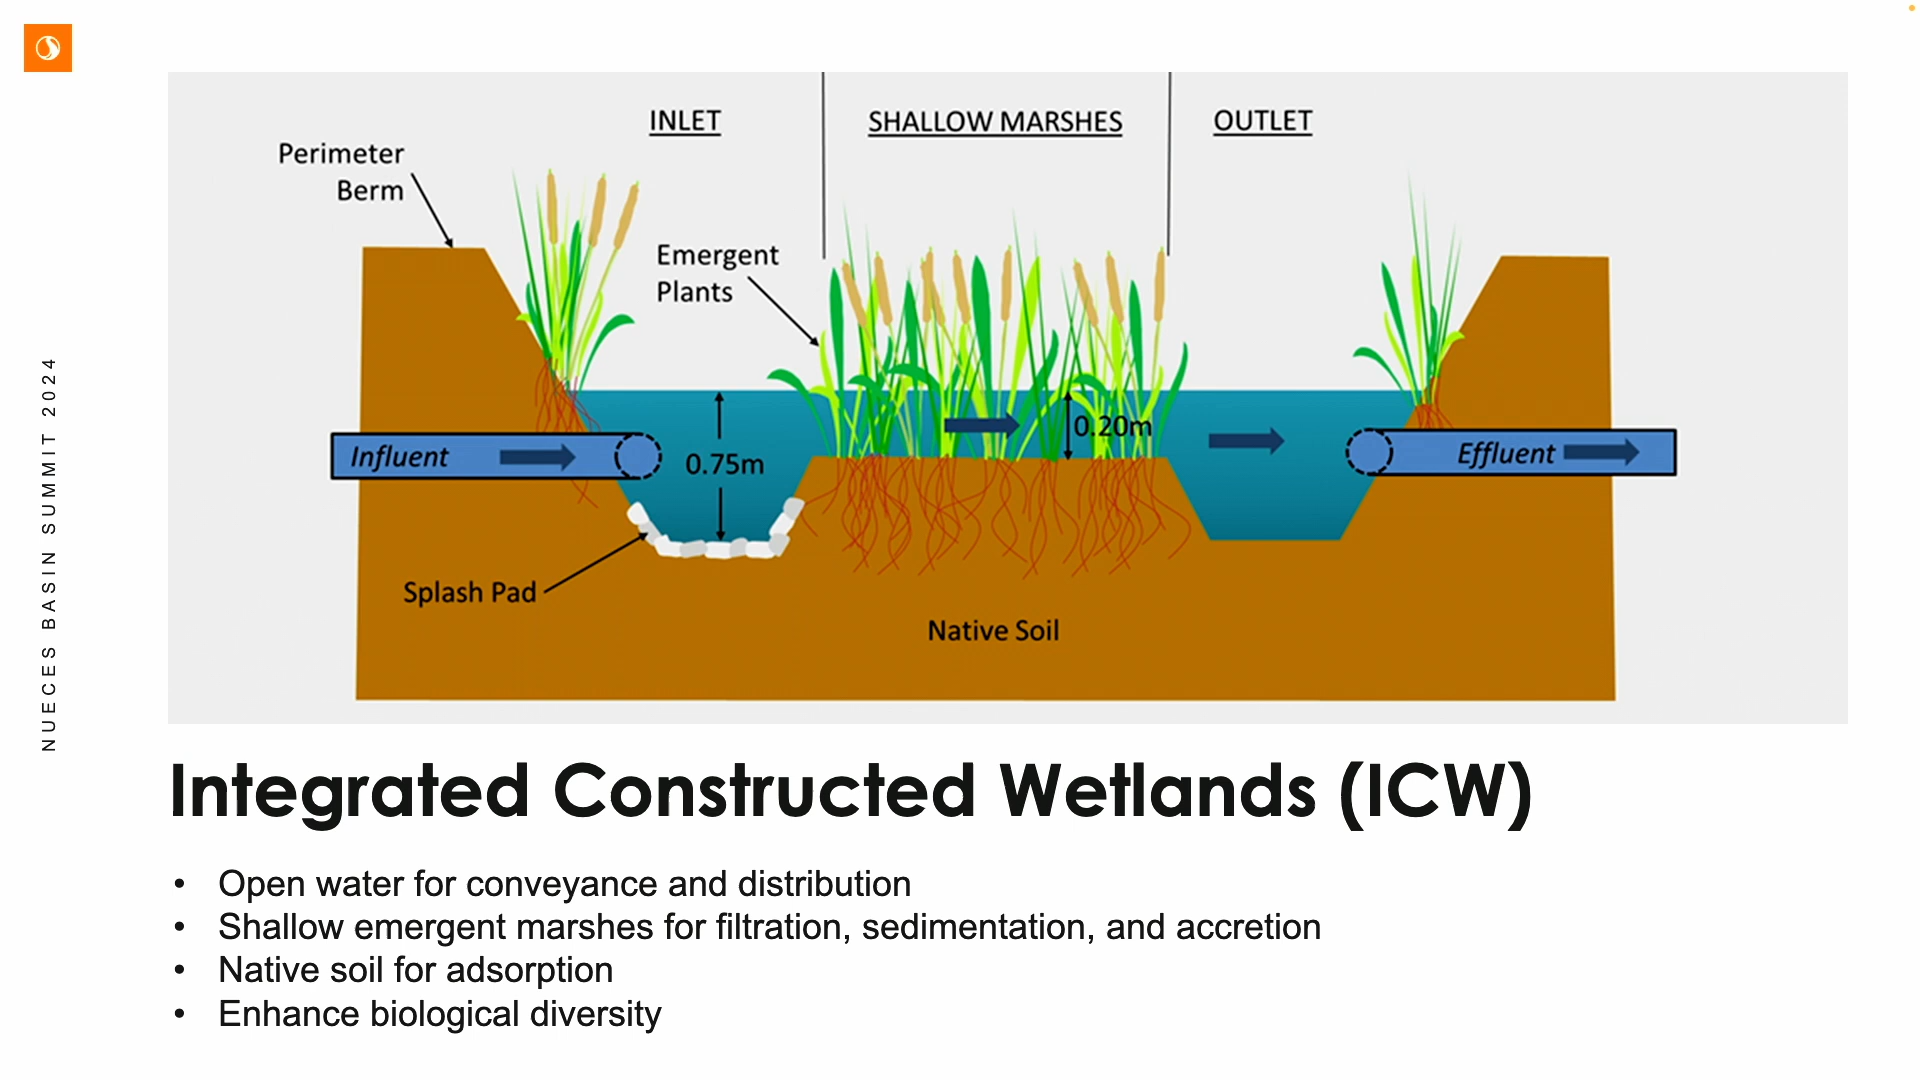 NUECES BASIN SUMMIT 2024
INLET
SHALLOW MARSHES
OUTLET
Perimeter
Berm
Emergent
Plants
0.20m
Influent
0.75m
Effluent
Splash Pad
Native Soil
Integrated Constructed Wetlands (ICW)
• Open water for conveyance and distribution
• Shallow emergent marshes for filtration, sedimentation, and accretion
• Native soil for adsorption
• Enhance biological diversity